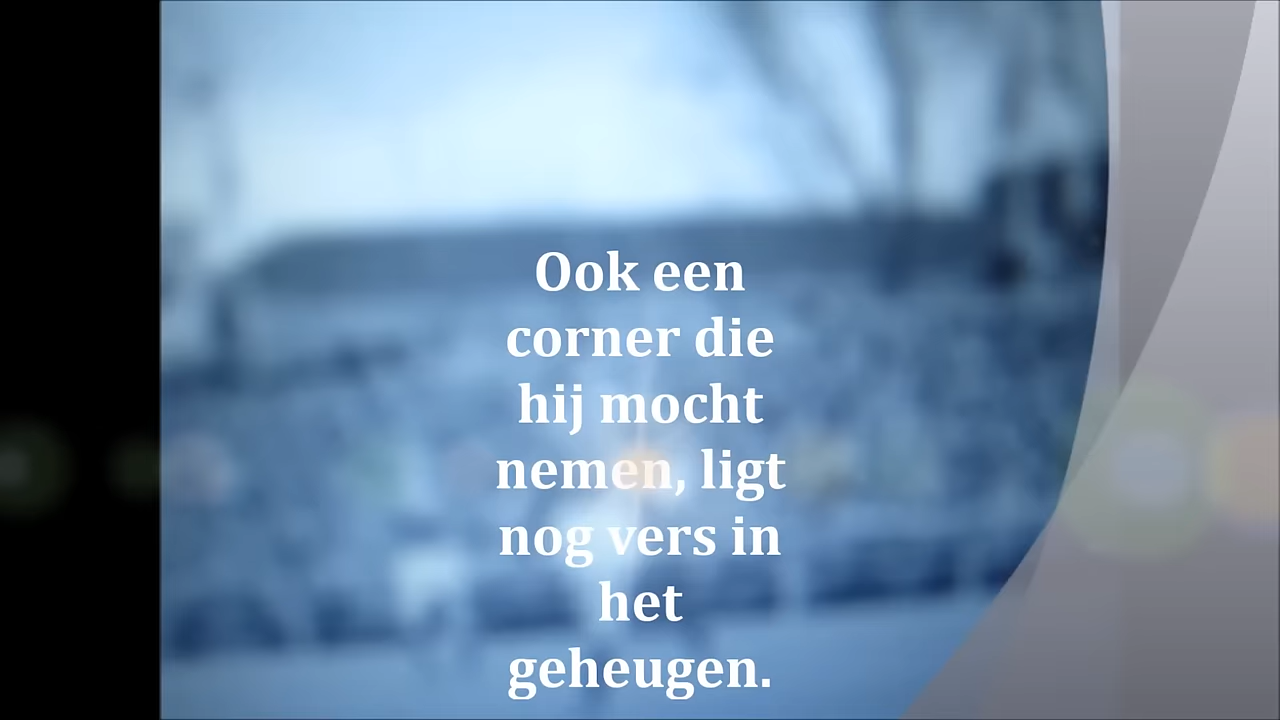 Ook een
corner die
hij mocht
nemen, ligt
nog vers in
het
geheugen.